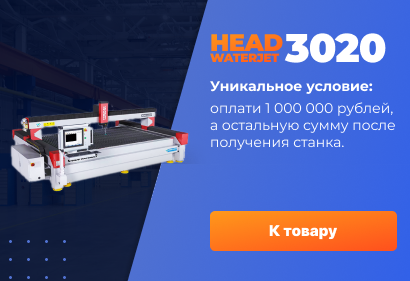 HEAD
WATERJET
3020
Уникальное условие:
оплати 1 000 000 рублей,
а остальную сумму после
получения станка.
К товару